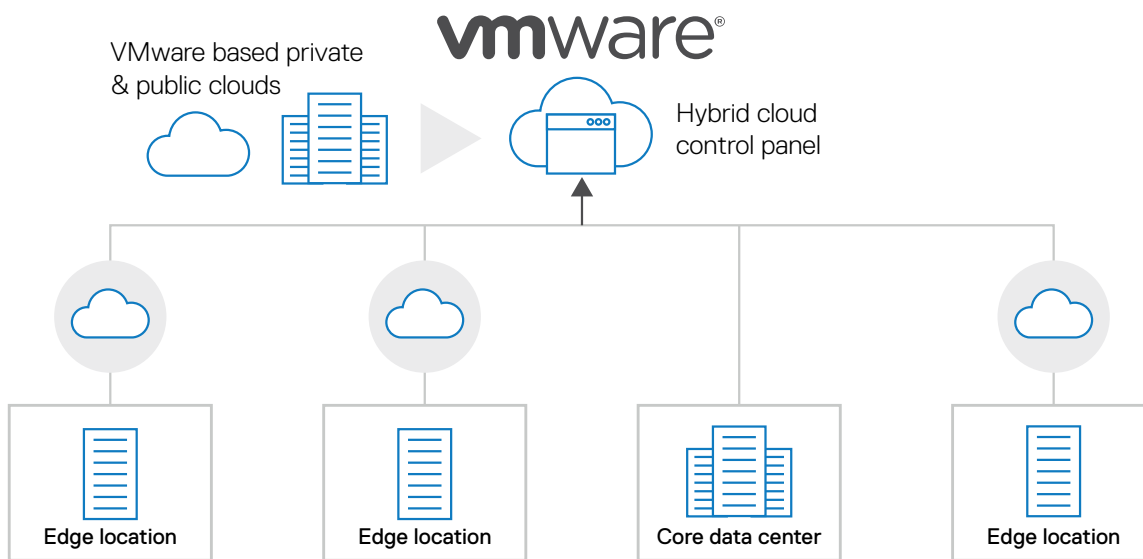 vmware®
VMware based private
& public clouds
Hybrid cloud
control panel
Edge location
Edge location
Core data center
Edge location